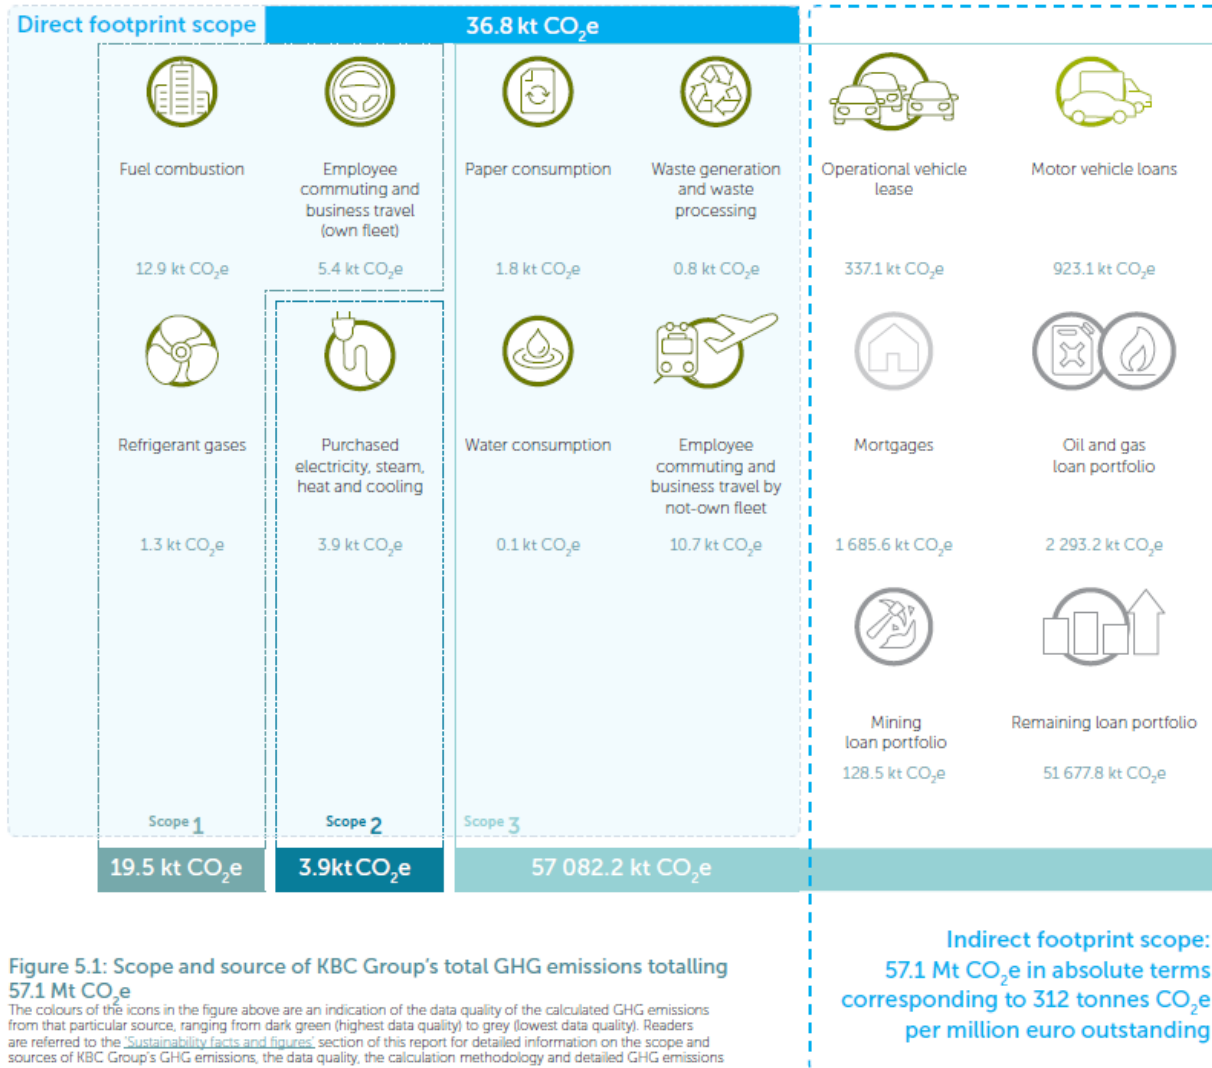 Direct footprint scope
36.8 kt CO₂e
Fuel combustion
12.9 kt CO₂e
Employee
commuting and
business travel
(own fleet)
5.4 kt CO₂e
Paper consumption
1.8 kt CO₂e
Waste generation
and waste
processing
0.8 kt CO₂e
Operational vehicle
lease
337.1 kt CO₂e
Motor vehicle loans
923.1 kt CO₂e
Refrigerant gases
1.3 kt CO₂e
Purchased
electricity, steam,
heat and cooling
3.9 kt CO₂e
Water consumption
0.1 kt CO₂e
Employee
commuting and
business travel by
not-own fleet
10.7 kt CO₂e
Mortgages
1 685.6 kt CO₂e
Oil and gas
loan portfolio
2 293.2 kt CO₂e
Mining
loan portfolio
128.5 kt CO₂e
Remaining loan portfolio
51 677.8 kt CO₂e
Scope 1
Scope 2
Scope 3
19.5 kt CO₂e
3.9kt CO₂e
57 082.2 kt CO₂e
Figure 5.1: Scope and source of KBC Group's total GHG emissions totalling
57.1 Mt CO₂e
The colours of the icons in the figure above are an indication of the data quality of the calculated GHG emissions
from that particular source, ranging from dark green (highest data quality) to grey (lowest data quality). Readers
are referred to the 'Sustainability facts and figures' section of this report for detailed information on the scope and
sources of KBC Group's GHG emissions, the data quality, the calculation methodology and detailed GHG emissions
Indirect footprint scope:
57.1 Mt CO₂e in absolute terms
corresponding to 312 tonnes CO₂e
per million euro outstanding